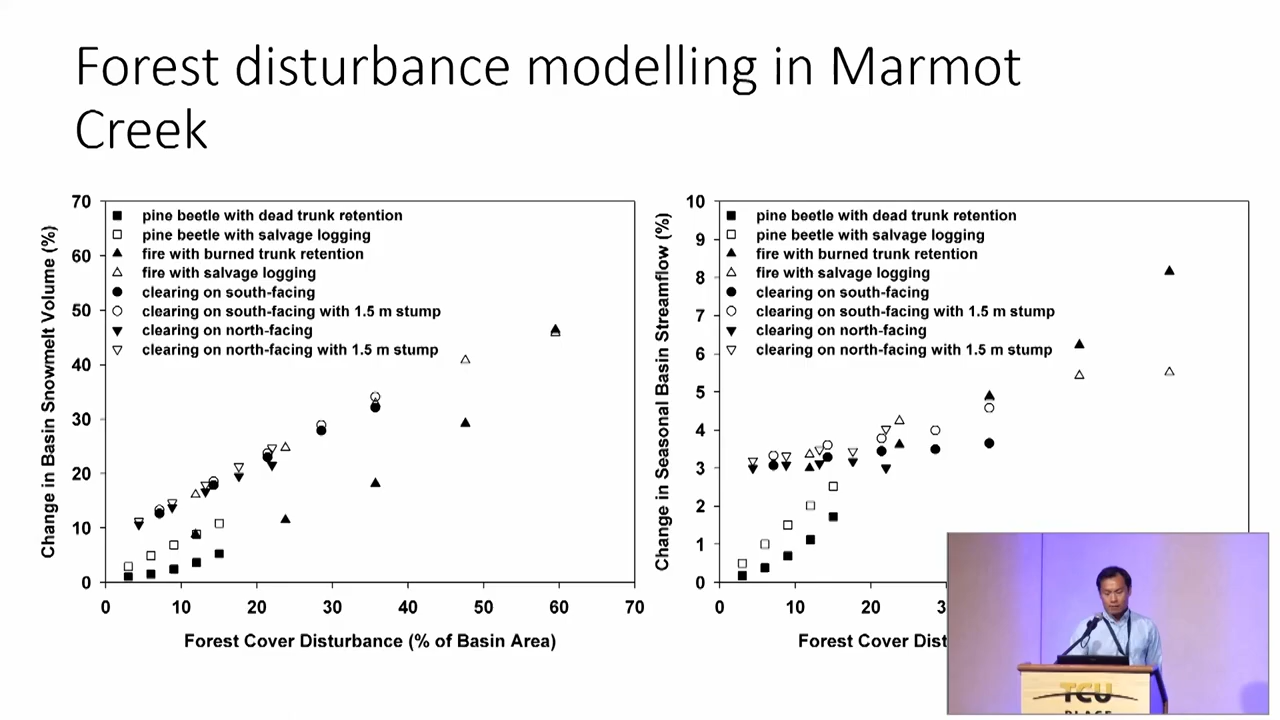 Forest disturbance modelling in Marmot
Creek
Change in Basin Snowmelt Volume (%)
70
60
50
40
30
20
10
0
pine beetle with dead trunk retention
pine beetle with salvage logging
fire with burned trunk retention
fire with salvage logging
clearing on south-facing
clearing on south-facing with 1.5 m stump
clearing on north-facing
clearing on north-facing with 1.5 m stump
0 10 20 30 40 50 60 70
Forest Cover Disturbance (% of Basin Area)
Change in Seasonal Basin Streamflow (%)
10
9
8
7
6
5
4
3
2
1
0
pine beetle with dead trunk retention
pine beetle with salvage logging
fire with burned trunk retention
fire with salvage logging
clearing on south-facing
clearing on south-facing with 1.5 m stump
clearing on north-facing
clearing on north-facing with 1.5 m stump
0 10 20 3
Forest Cover Dist
TCU
PLACE